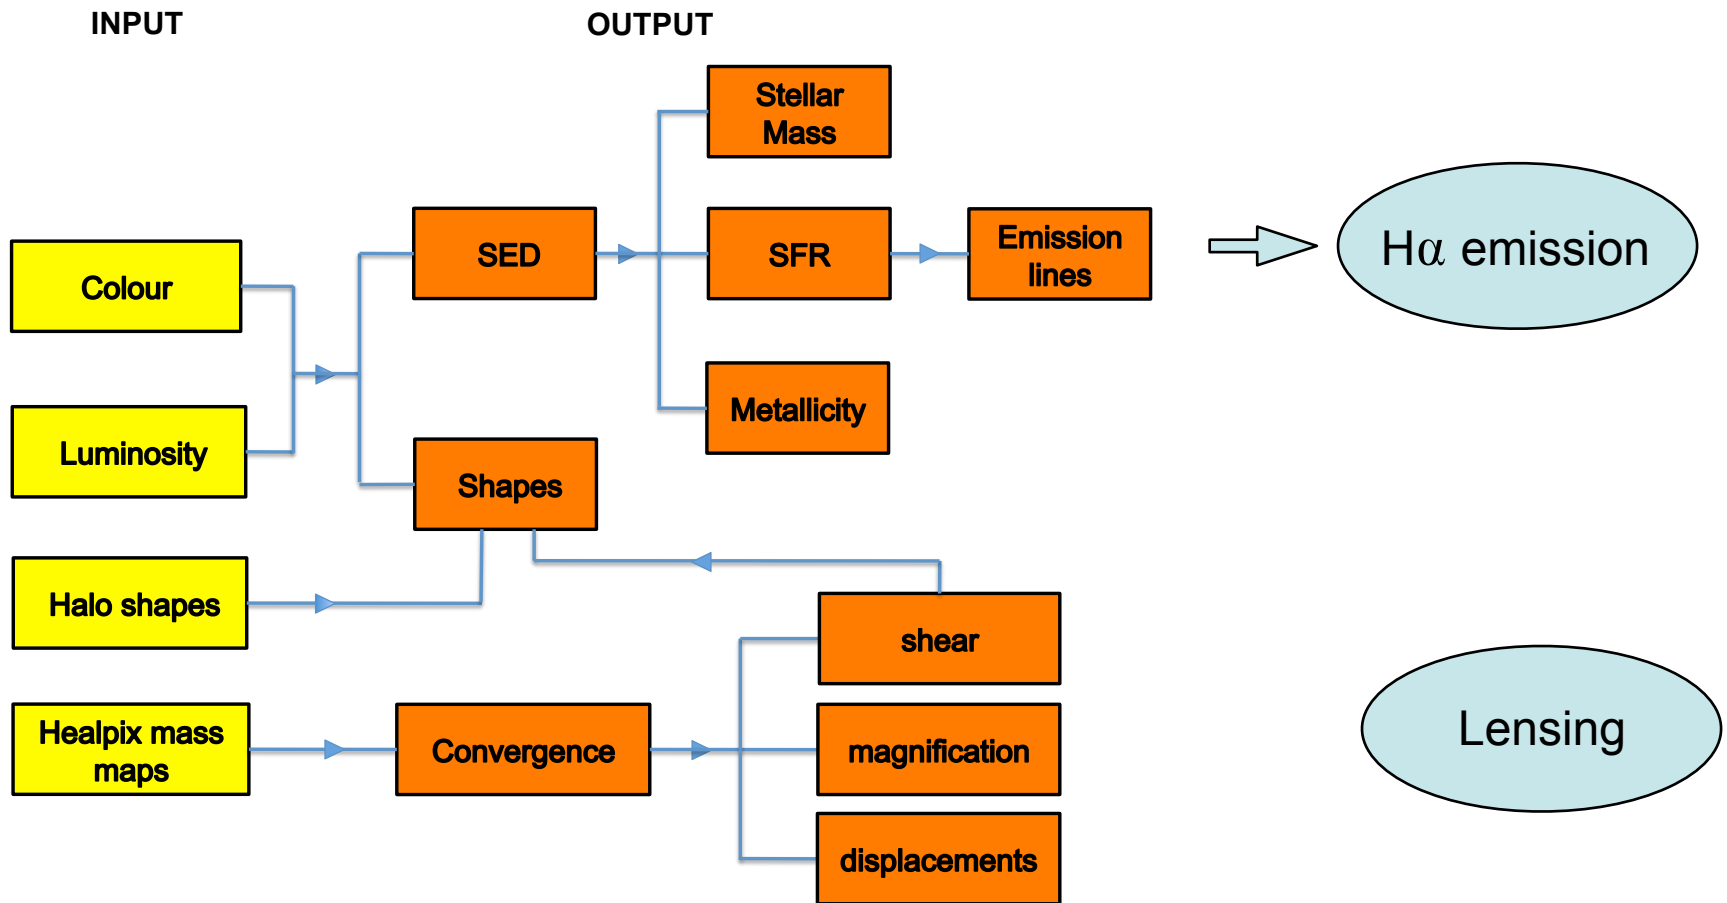 INPUT
OUTPUT
Stellar
Mass
Colour
SED
SFR
Emission
lines
Hα emission
Luminosity
Metallicity
Shapes
Halo shapes
shear
Healpix mass
maps
Convergence
magnification
Lensing
displacements